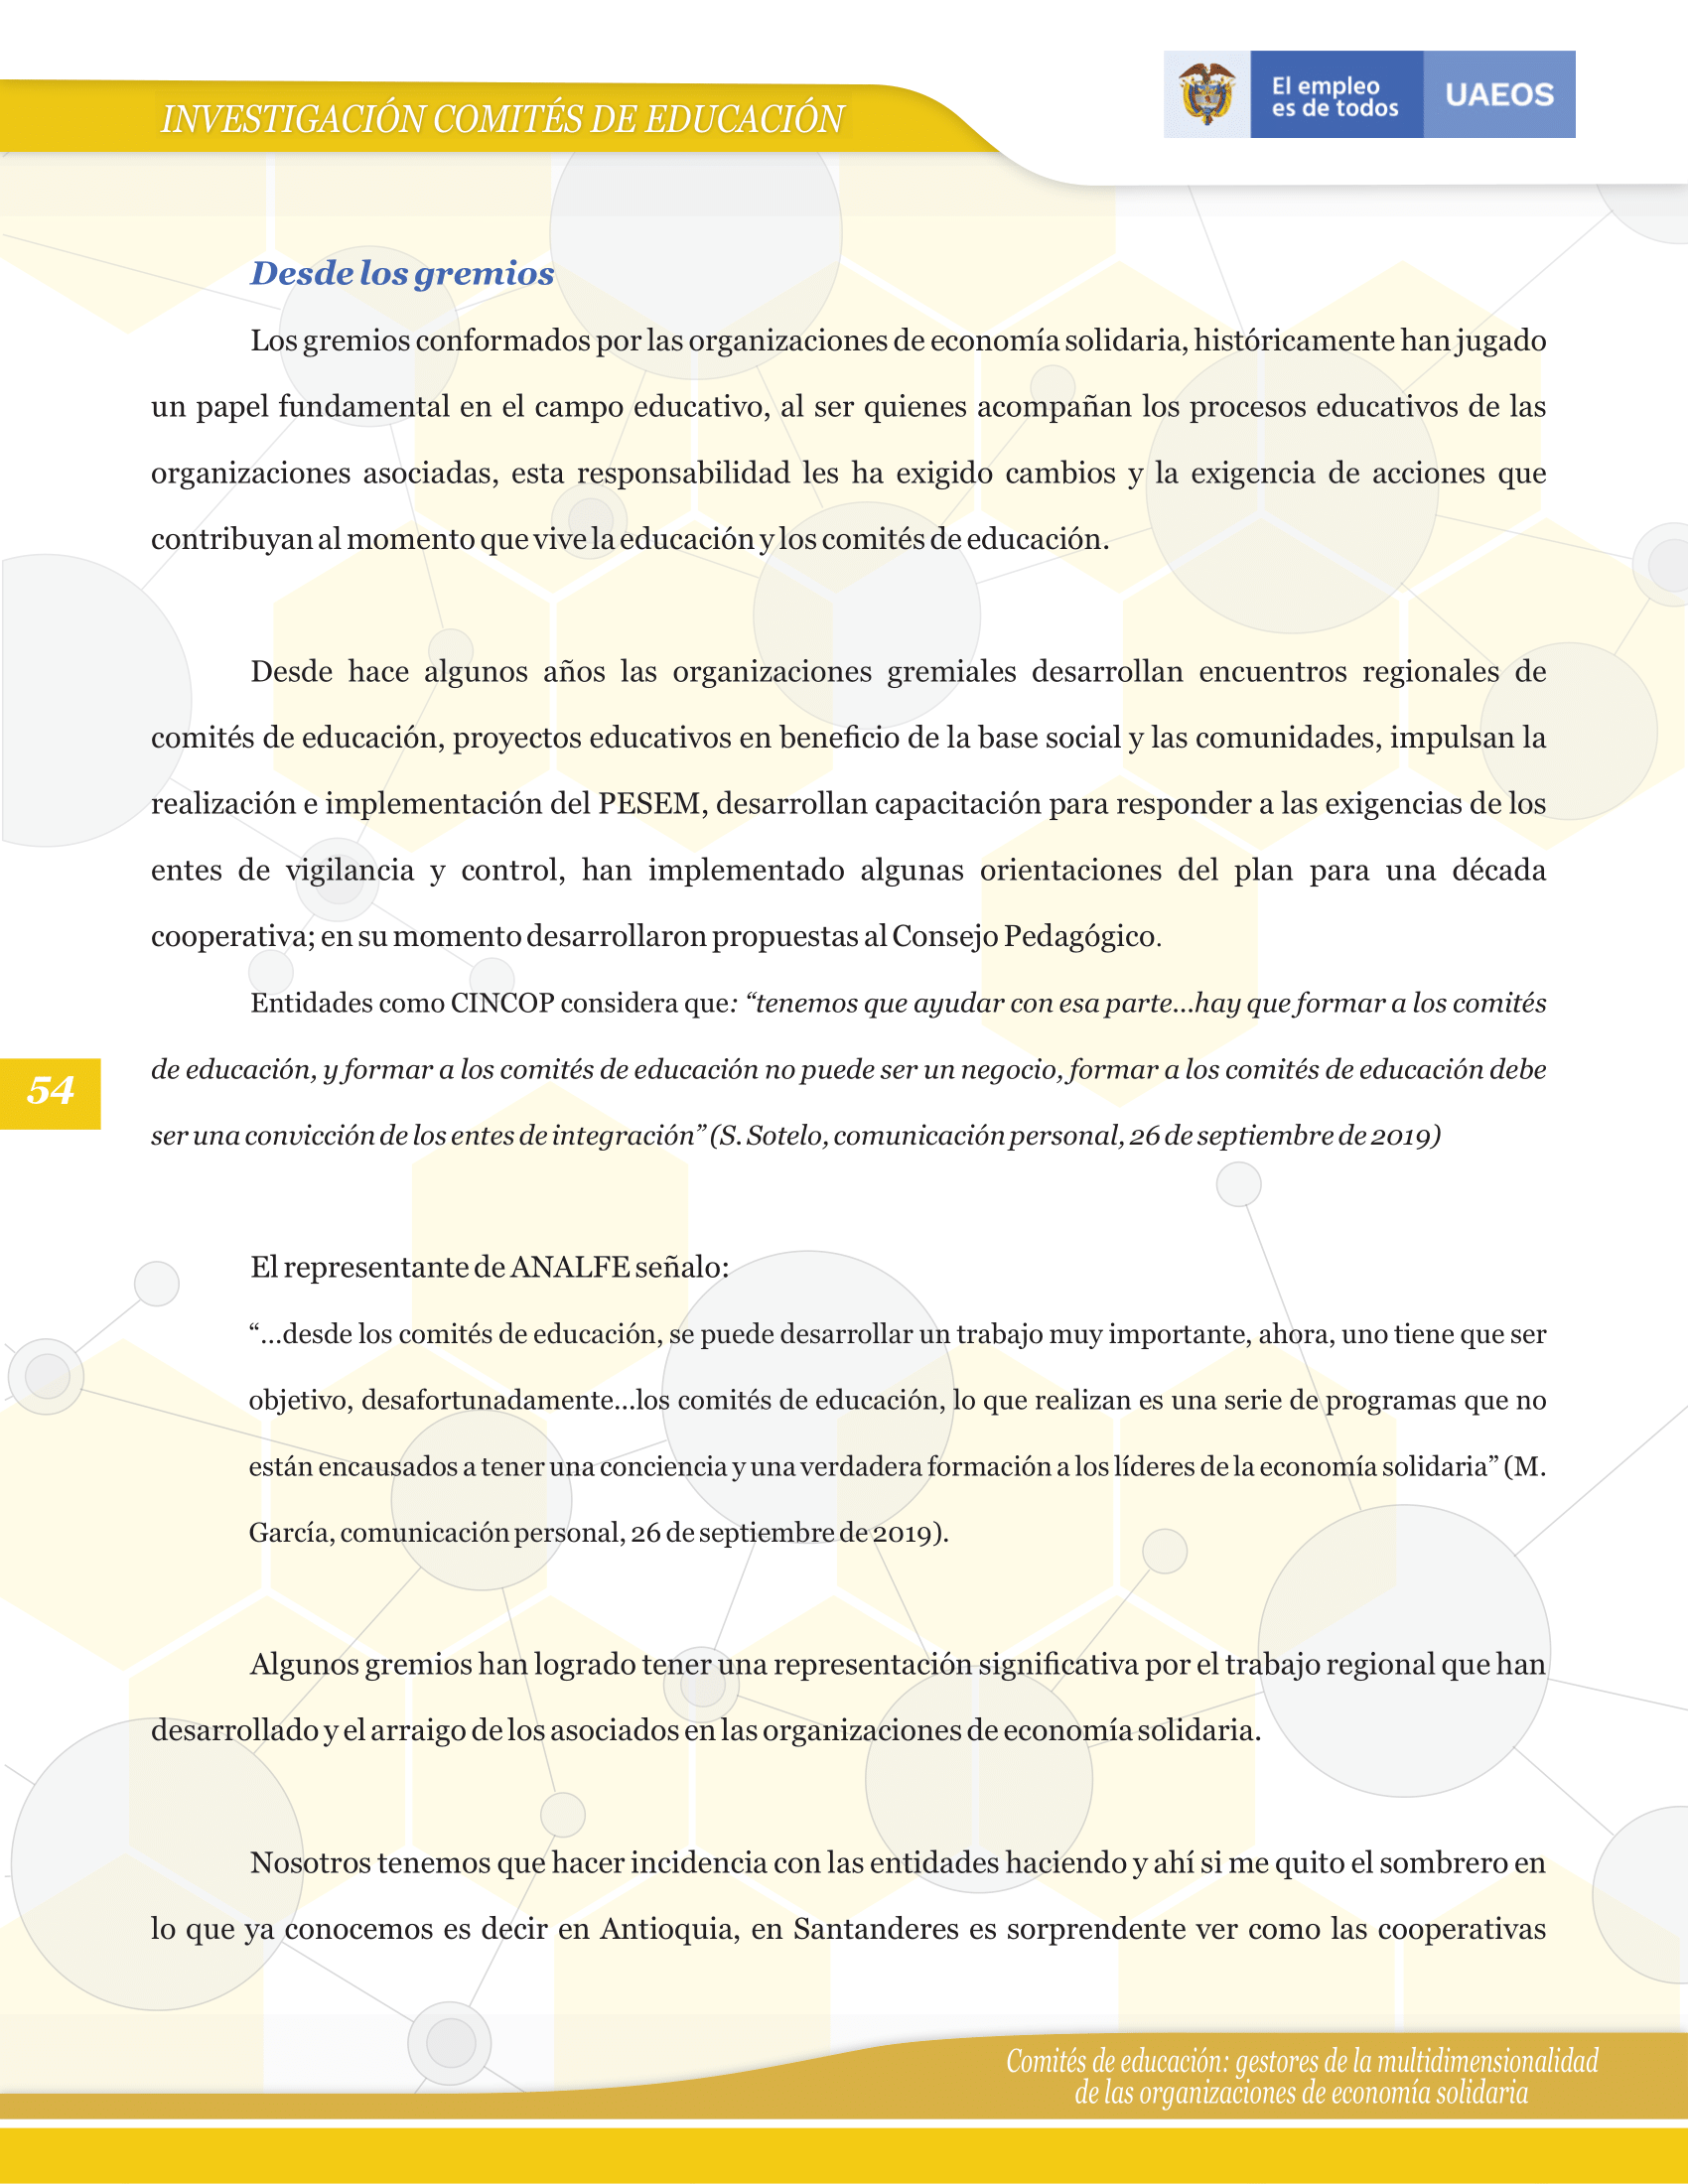 INVESTIGACIÓN COMITÉS DE EDUCACIÓN
El empleo
es de todos
UAEOS
Desde los gremios
Los gremios conformados por las organizaciones de economía solidaria, históricamente han jugado
un papel fundamental en el campo educativo, al ser quienes acompañan los procesos educativos de las
organizaciones asociadas, esta responsabilidad les ha exigido cambios y la exigencia de acciones que
contribuyan al momento que vive la educación y los comités de educación.
Desde hace algunos años las organizaciones gremiales desarrollan encuentros regionales de
comités de educación, proyectos educativos en beneficio de la base social y las comunidades, impulsan la
realización e implementación del PESEM, desarrollan capacitación para responder a las exigencias de los
entes de vigilancia y control, han implementado algunas orientaciones del plan para una década
cooperativa; en su momento desarrollaron propuestas al Consejo Pedagógico.
Entidades como CINCOP considera que: “tenemos que ayudar con esa parte...hay que formar a los comités
de educación, y formar a los comités de educación no puede ser un negocio, formar a los comités de educación debe
ser una convicción de los entes de integración” (S. Sotelo, comunicación personal, 26 de septiembre de 2019)
54
El representante de ANALFE señalo:
“...desde los comités de educación, se puede desarrollar un trabajo muy importante, ahora, uno tiene que ser
objetivo, desafortunadamente...los comités de educación, lo que realizan es una serie de programas que no
están encausados a tener una conciencia y una verdadera formación a los líderes de la economía solidaria” (M.
García, comunicación personal, 26 de septiembre de 2019).
Algunos gremios han logrado tener una representación significativa por el trabajo regional que han
desarrollado y el arraigo de los asociados en las organizaciones de economía solidaria.
Nosotros tenemos que hacer incidencia con las entidades haciendo y ahí si me quito el sombrero en
lo que ya conocemos es decir en Antioquia, en Santanderes es sorprendente ver como las cooperativas
Comités de educación: gestores de la multidimensionalidad
de las organizaciones de economía solidaria